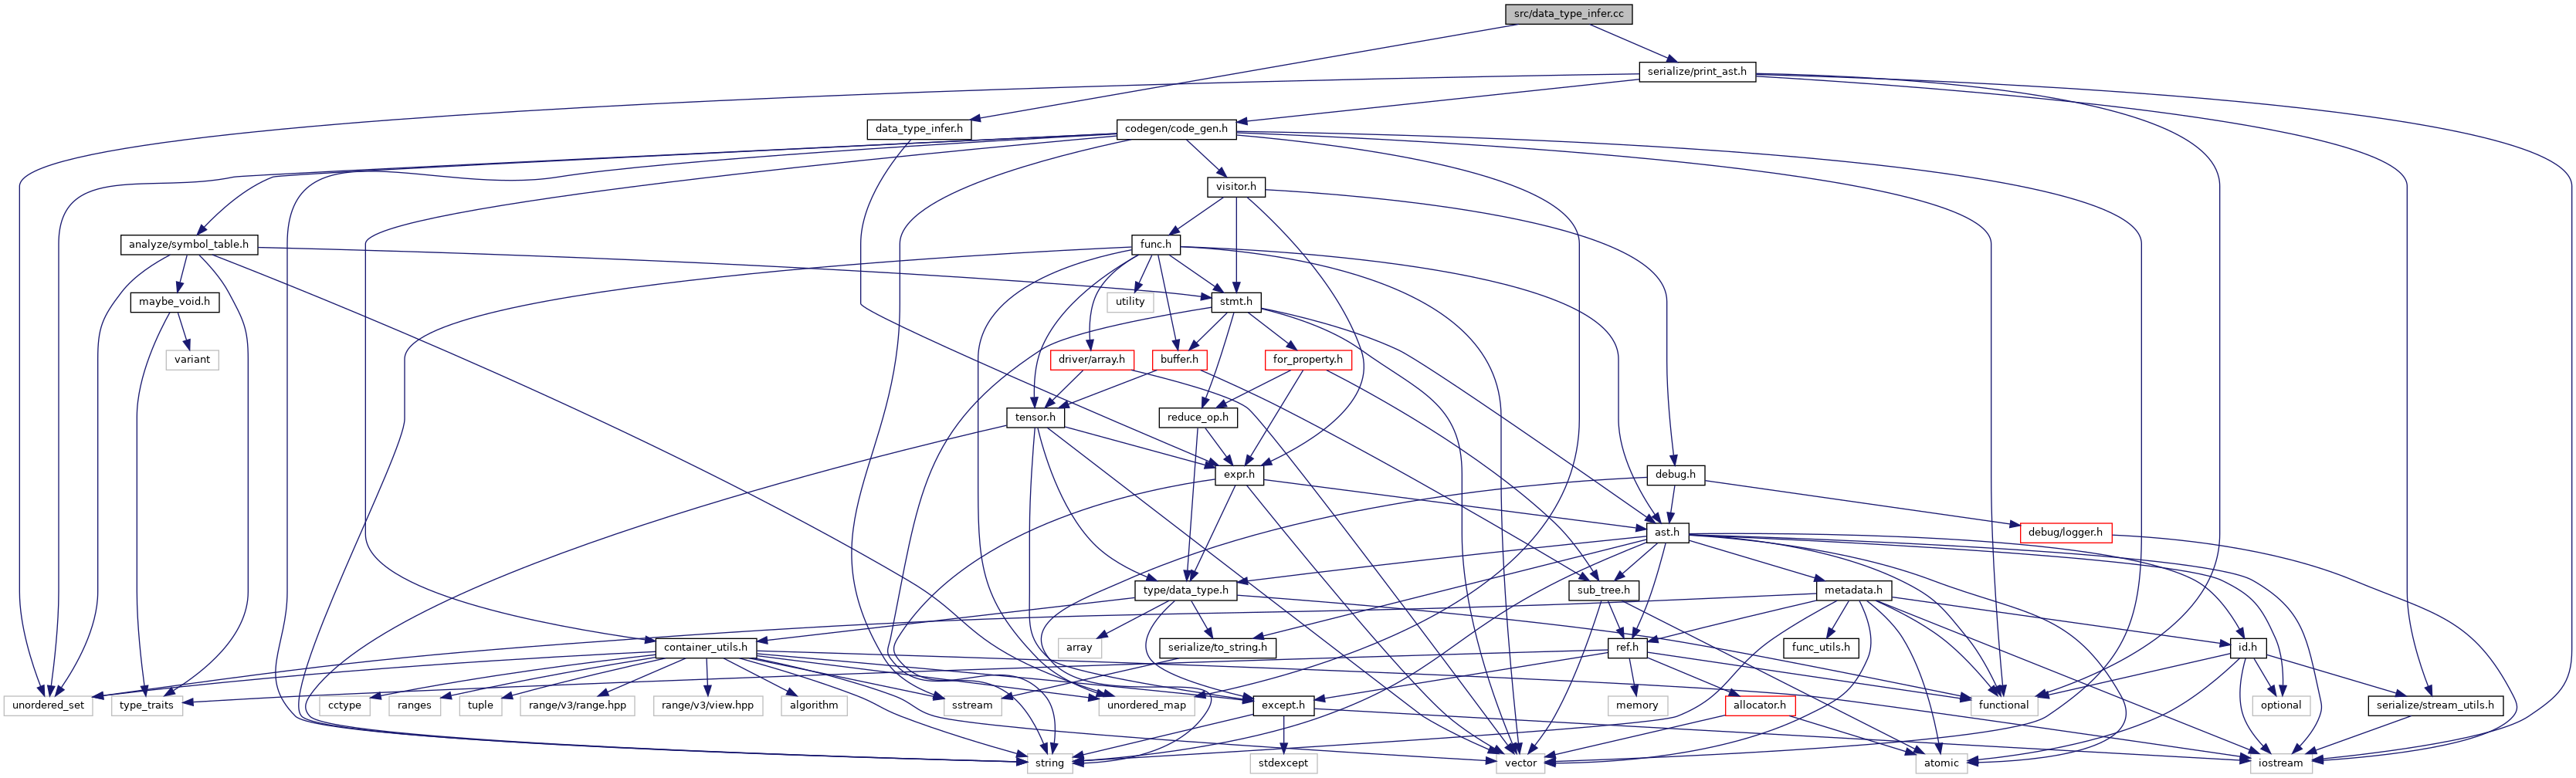 src/data_type_infer.cc
serialize/print_ast.h
data_type_infer.h
codegen/code_gen.h
visitor.h
analyze/symbol_table.h
func.h
maybe_void.h
utility
stmt.h
variant
driver/array.h
buffer.h
for_property.h
tensor.h
reduce_op.h
expr.h
debug.h
ast.h
debug/logger.h
type/data_type.h
sub_tree.h
metadata.h
container_utils.h
array
serialize/to_string.h
ref.h
func_utils.h
id.h
unordered_set
type_traits
cctype
ranges
tuple
range/v3/range.hpp
range/v3/view.hpp
algorithm
sstream
unordered_map
except.h
memory
allocator.h
functional
optional
serialize/stream_utils.h
string
stdexcept
vector
atomic
iostream